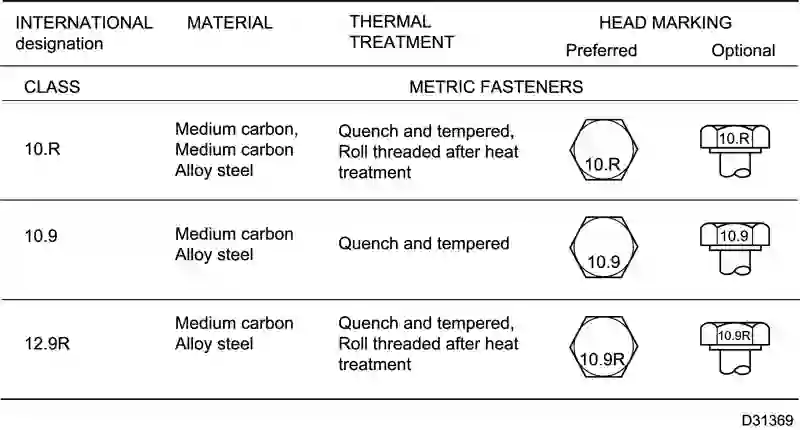 INTERNATIONAL designation MATERIAL THERMAL TREATMENT HEAD MARKING
Preferred Optional
CLASS METRIC FASTENERS
10.R
Medium carbon,
Medium carbon
Alloy steel
Quench and tempered,
Roll threaded after heat
treatment
10.R
10.R
10.9
Medium carbon
Alloy steel
Quench and tempered
10.9
10.9
12.9R
Medium carbon
Alloy steel
Quench and tempered,
Roll threaded after heat
treatment
10.9R
10.9R
D31369